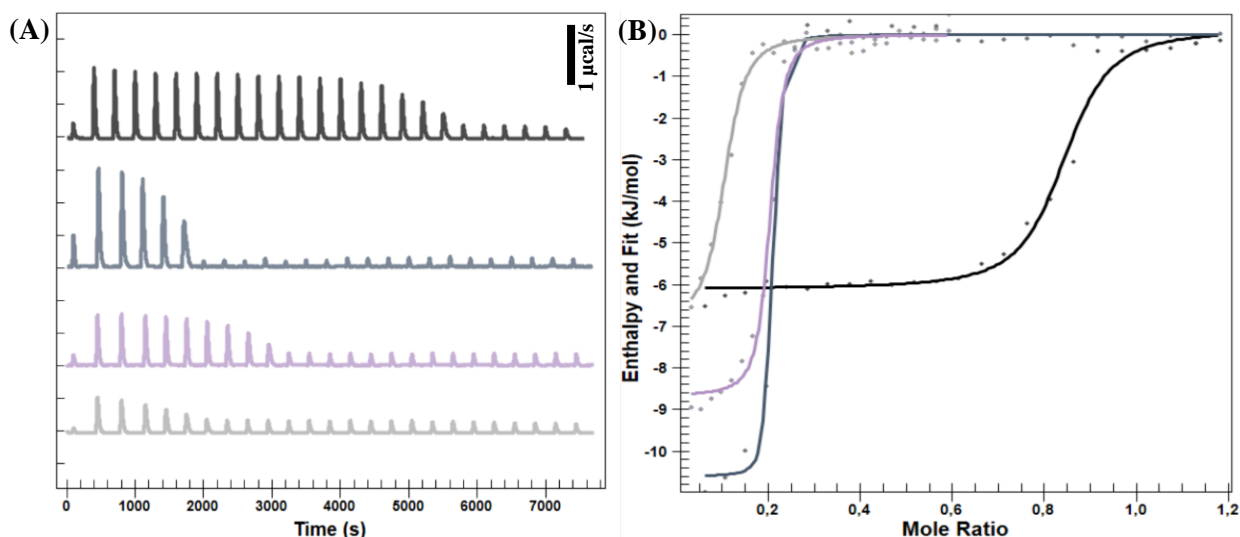 (A)
1 µcal/s
0 1000 2000 3000 4000 5000 6000 7000
Time (s)
(B)
0
-1
-2
-3
-4
-5
-6
-7
-8
-9
-10
Enthalpy and Fit (kJ/mol)
0,2 0,4 0,6 0,8 1,0 1,2
Mole Ratio